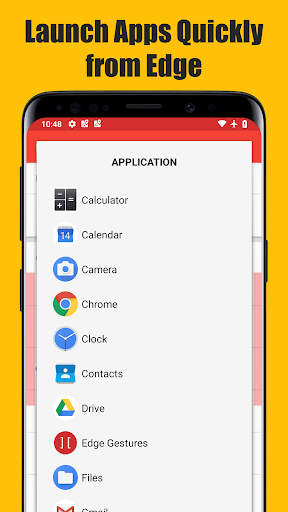 Launch Apps Quickly
from Edge
10:48
APPLICATION
Calculator
14 Calendar
Camera
Chrome
Clock
Contacts
Drive
Edge Gestures
Files
Gmail